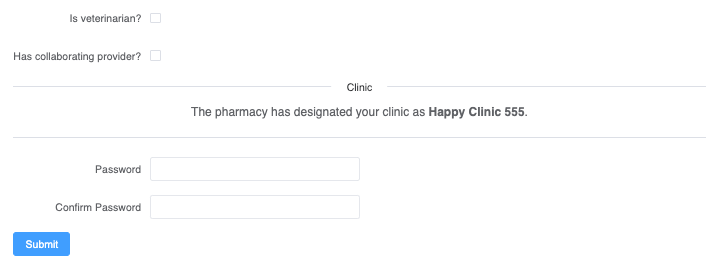 Is veterinarian?
Has collaborating provider?
Clinic
The pharmacy has designated your clinic as Happy Clinic 555.
Password
Confirm Password
Submit